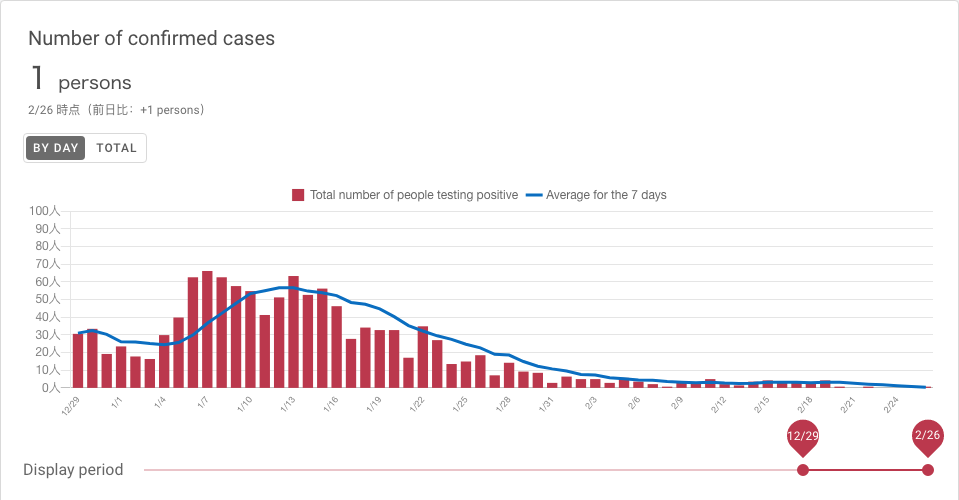 Number of confirmed cases
1 persons
2/26 時点（前日比：+1 persons）
BY DAY TOTAL
Total number of people testing positive Average for the 7 days
100人
90人
80人
70人
60人
50人
40人
30人
20人
10人
0人
12/29 1/1 1/4 1/7 1/10 1/13 1/16 1/19 1/22 1/25 1/28 1/31 2/3 2/6 2/9 2/12 2/15 2/18 2/21 2/24
12/29 2/26
Display period